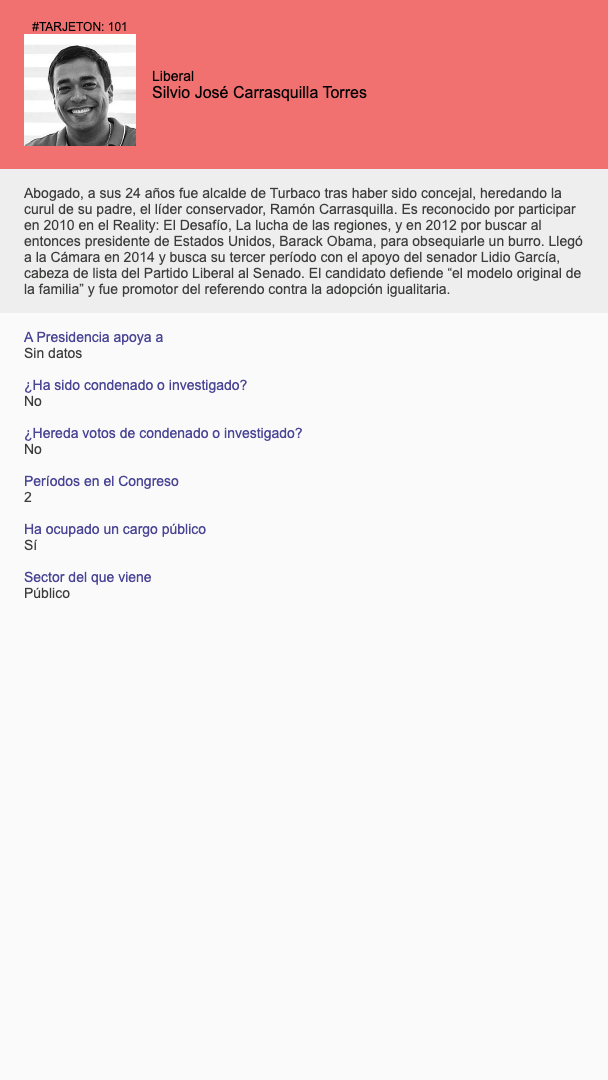 #TARJETON: 101
Liberal
Silvio José Carrasquilla Torres
Abogado, a sus 24 años fue alcalde de Turbaco tras haber sido concejal, heredando la
curul de su padre, el líder conservador, Ramón Carrasquilla. Es reconocido por participar
en 2010 en el Reality: El Desafío, La lucha de las regiones, y en 2012 por buscar al
entonces presidente de Estados Unidos, Barack Obama, para obsequiarle un burro. Llegó
a la Cámara en 2014 y busca su tercer período con el apoyo del senador Lidio García,
cabeza de lista del Partido Liberal al Senado. El candidato defiende “el modelo original de
la familia” y fue promotor del referendo contra la adopción igualitaria.
A Presidencia apoya a
Sin datos
¿Ha sido condenado o investigado?
No
¿Hereda votos de condenado o investigado?
No
Períodos en el Congreso
2
Ha ocupado un cargo público
Sí
Sector del que viene
Público